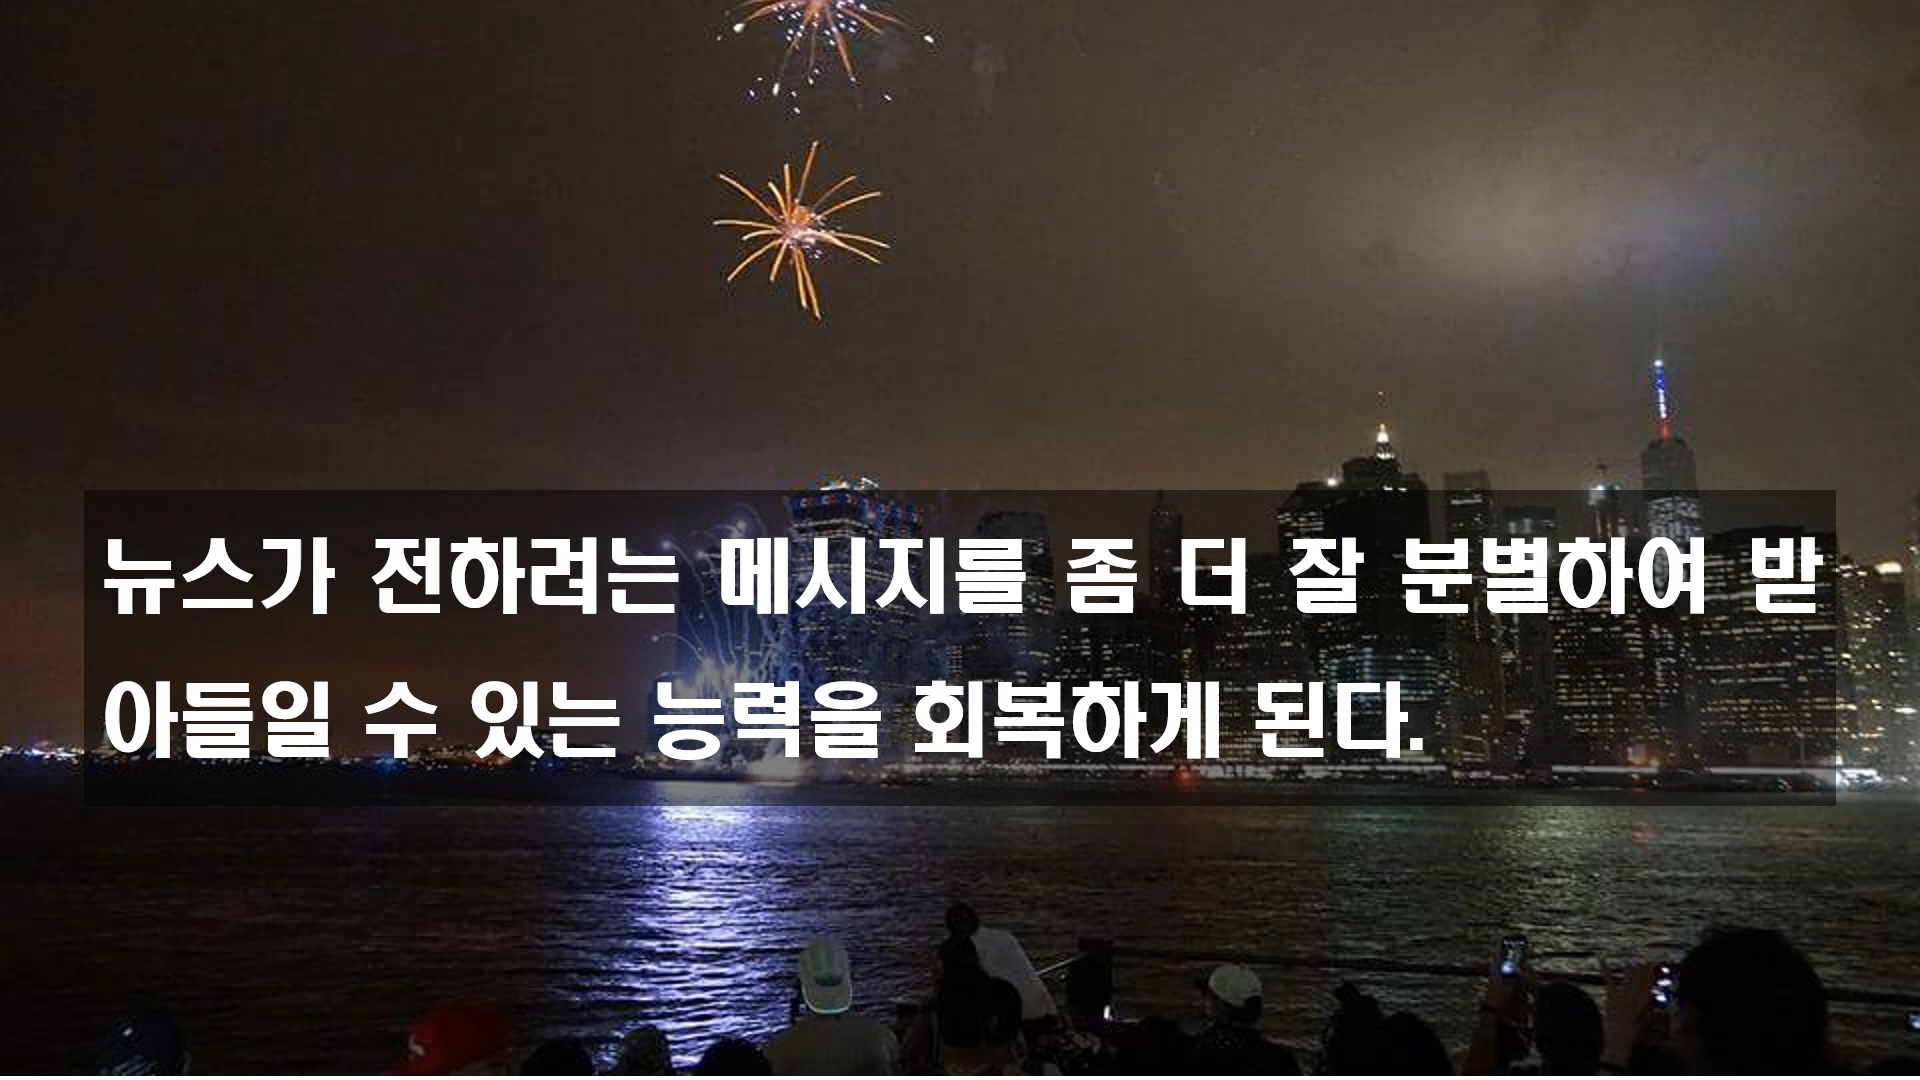 뉴스가 전하려는 메시지를 좀 더 잘 분별하여 받
아들일 수 있는 능력을 회복하게 된다.